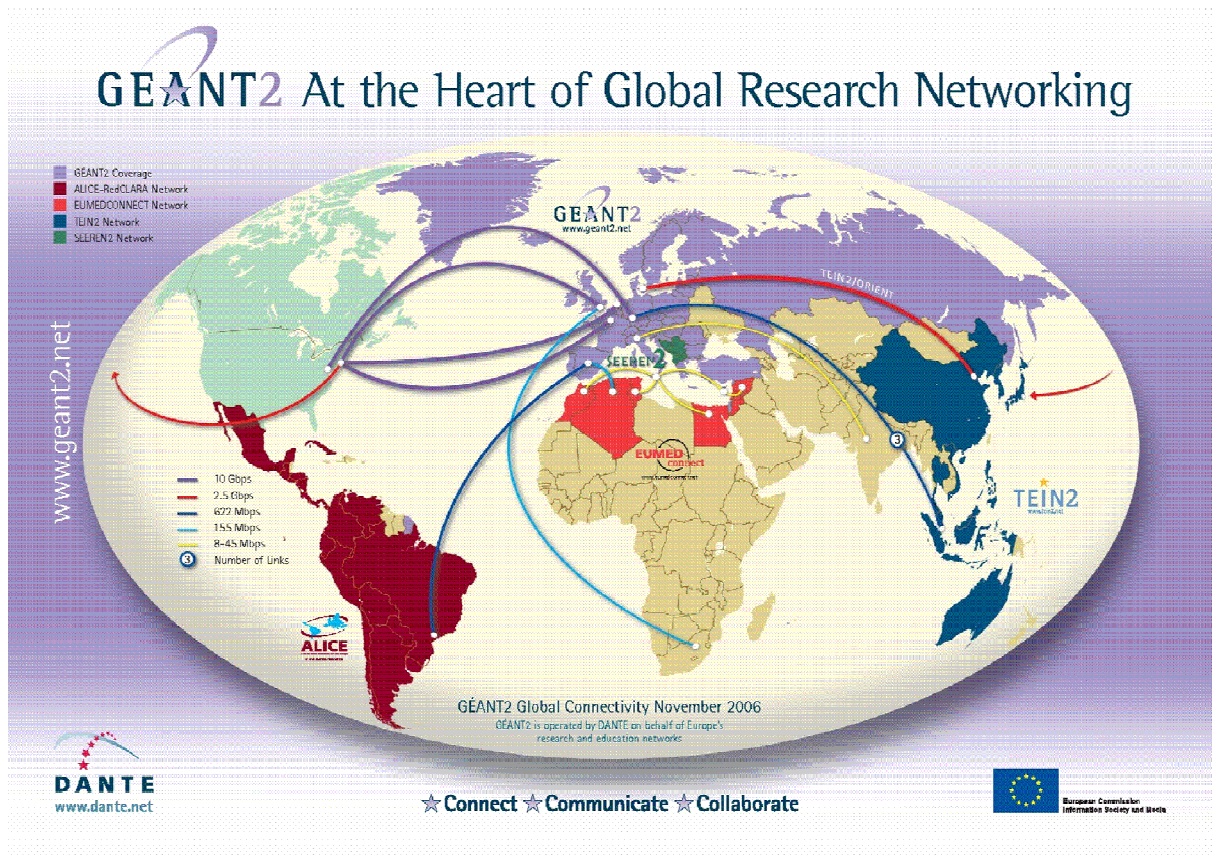 GEANT2 At the Heart of Global Research Networking
GÉANT2 Coverage
ALICE-RedCLARA Network
EUMEDCONNECT Network
TEIN2 Network
SEEREN2 Network
GEANT2
www.geant2.net
TEIN2/ORIENT
www.geant2.net
SEEREN2
3
EUMED
connect
10 Gbps
2.5 Gbps
622 Mbps
155 Mbps
8-45 Mbps
3 Number of Links
TEIN2
ALICE
GÉANT2 Global Connectivity November 2006
GÉANT2 is operated by DANTE on behalf of Europe's
research and education networks
DANTE
www.dante.net
Connect Communicate Collaborate
European Commission
Information Society and Media